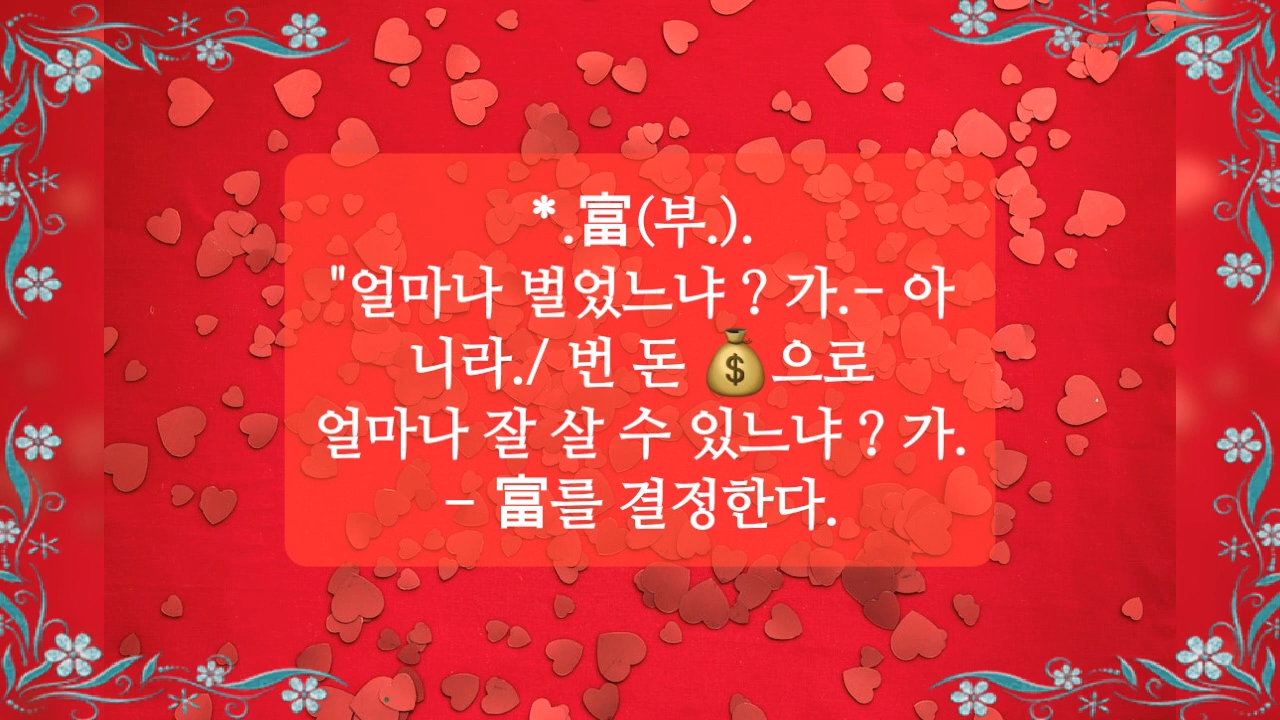 *.富(부.).
"얼마나 벌었느냐 ? 가.- 아
니라./ 번 돈 💰으로
얼마나 잘 살 수 있느냐 ? 가.
- 富를 결정한다.